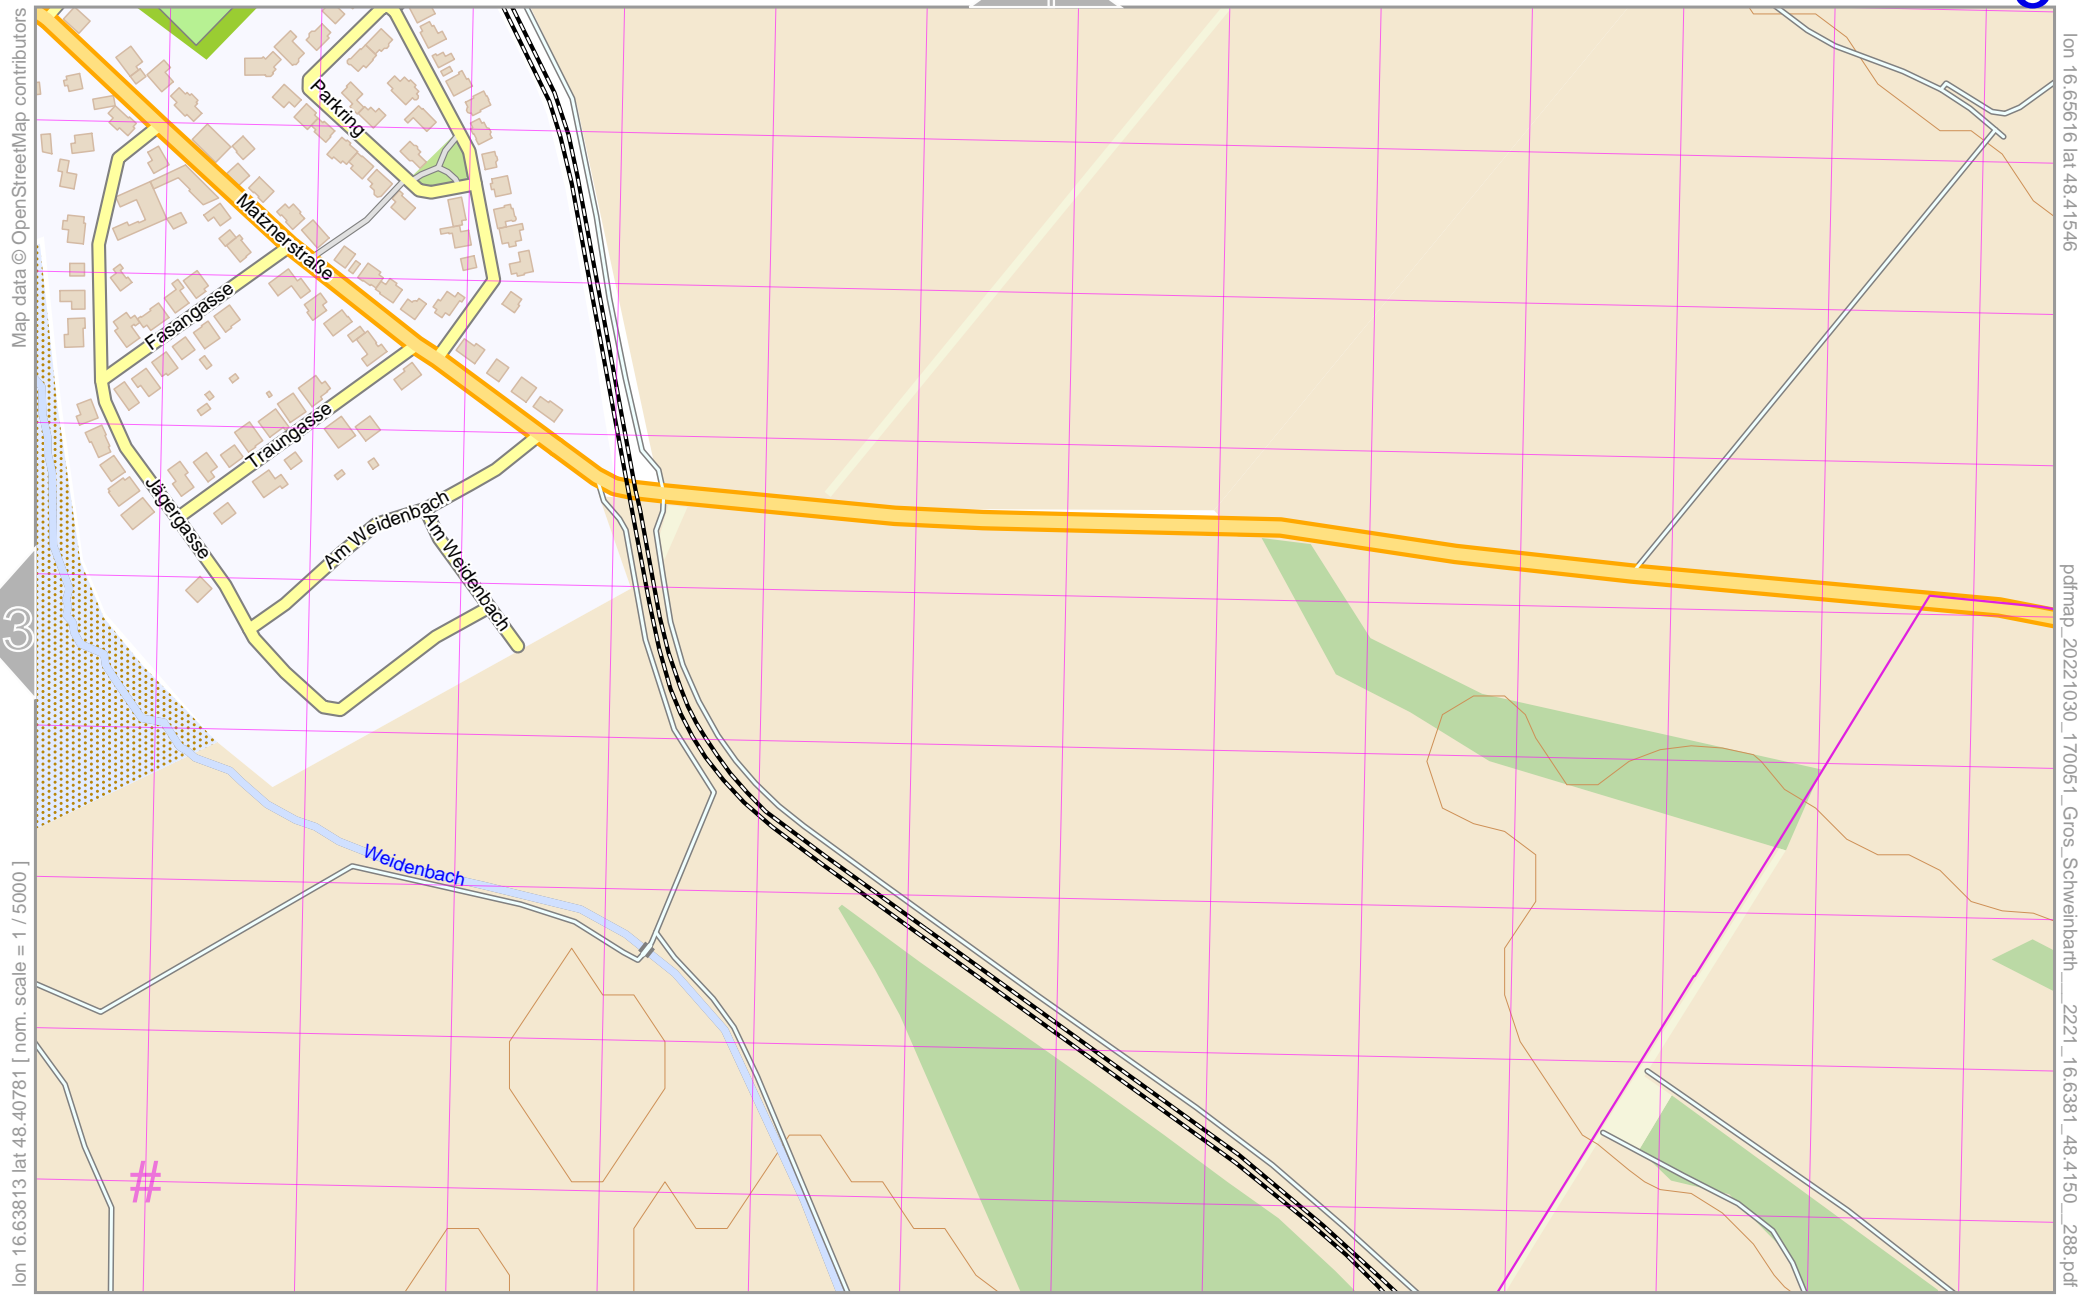 Map data © OpenStreetMap contributors
lon 16.65616 lat 48.41546
Parkring
Matznerstraße
Fasangasse
Traungasse
Jägergasse
Am Weidenbach
Am Weidenbach
3
Weidenbach
#
lon 16.63813 lat 48.40781 [ nom. scale = 1 / 5000 ]
pdfmap_20221030_170051_Gros_Schweinbarth___2221_16.6381_48.4150__288.pdf